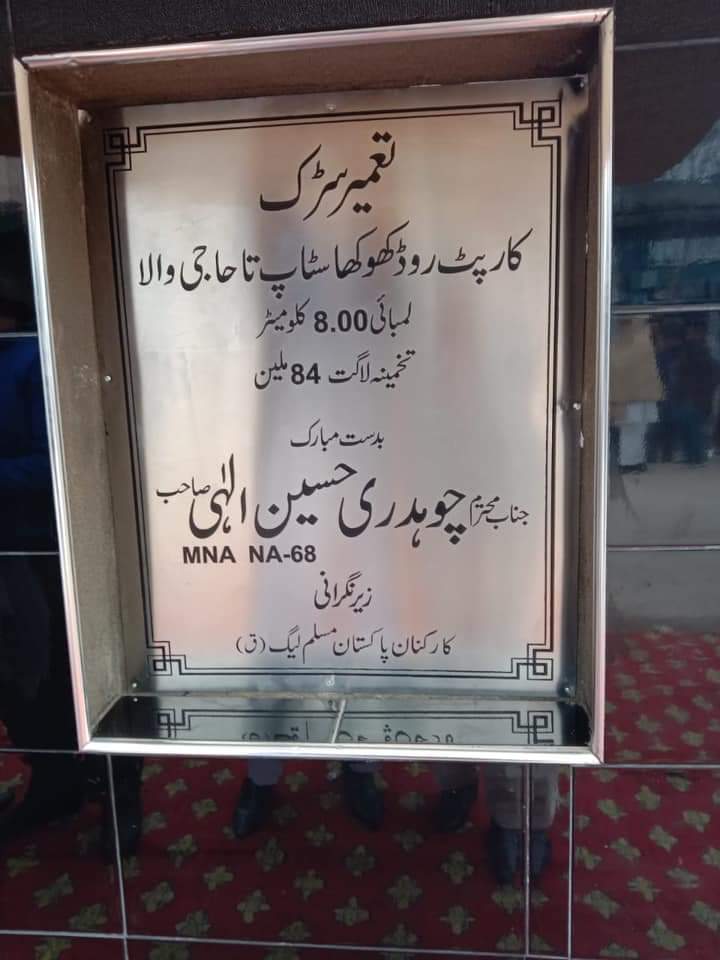 تعمیر سڑک
کارپٹ روڈ کھوکھا سٹاپ تا حاجی والا
لمبائی 8.00 کلومیٹر
تخمینہ لاگت 84 ملین
بدست مبارک
جناب محترم چوہدری حسین الٰہی صاحب
MNA NA-68
زیر نگرانی
کارکنان پاکستان مسلم لیگ (ق)